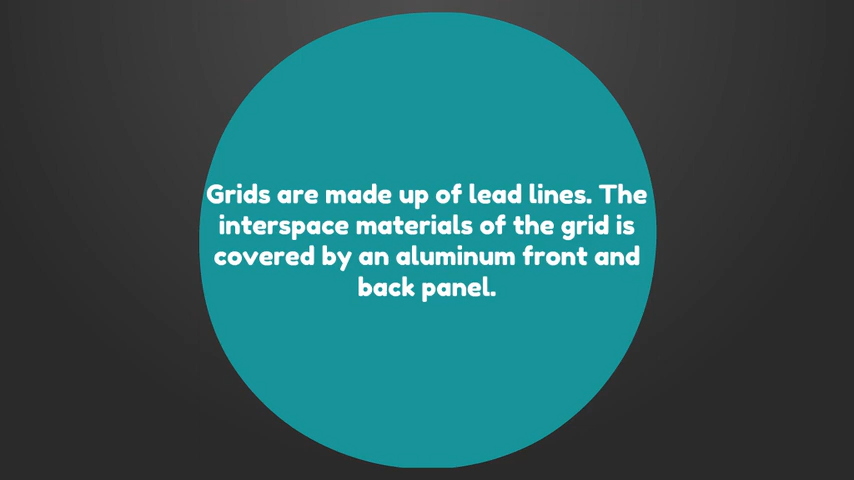 Grids are made up of lead lines. The
interspace materials of the grid is
covered by an aluminum front and
back panel.